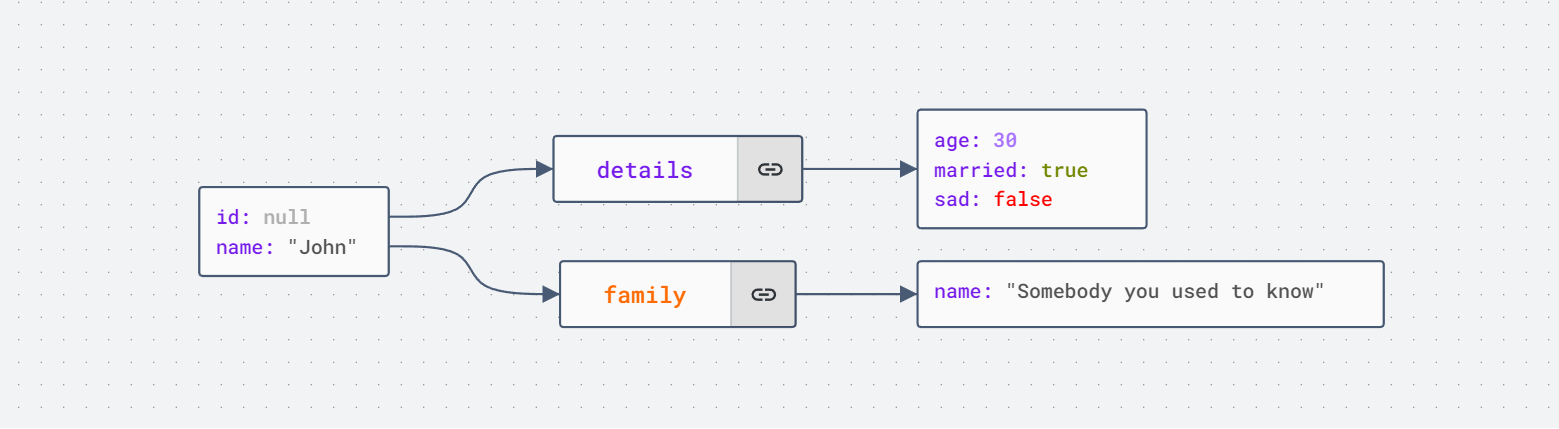 id: null
name: "John"
details
age: 30
married: true
sad: false
family
name: "Somebody you used to know"